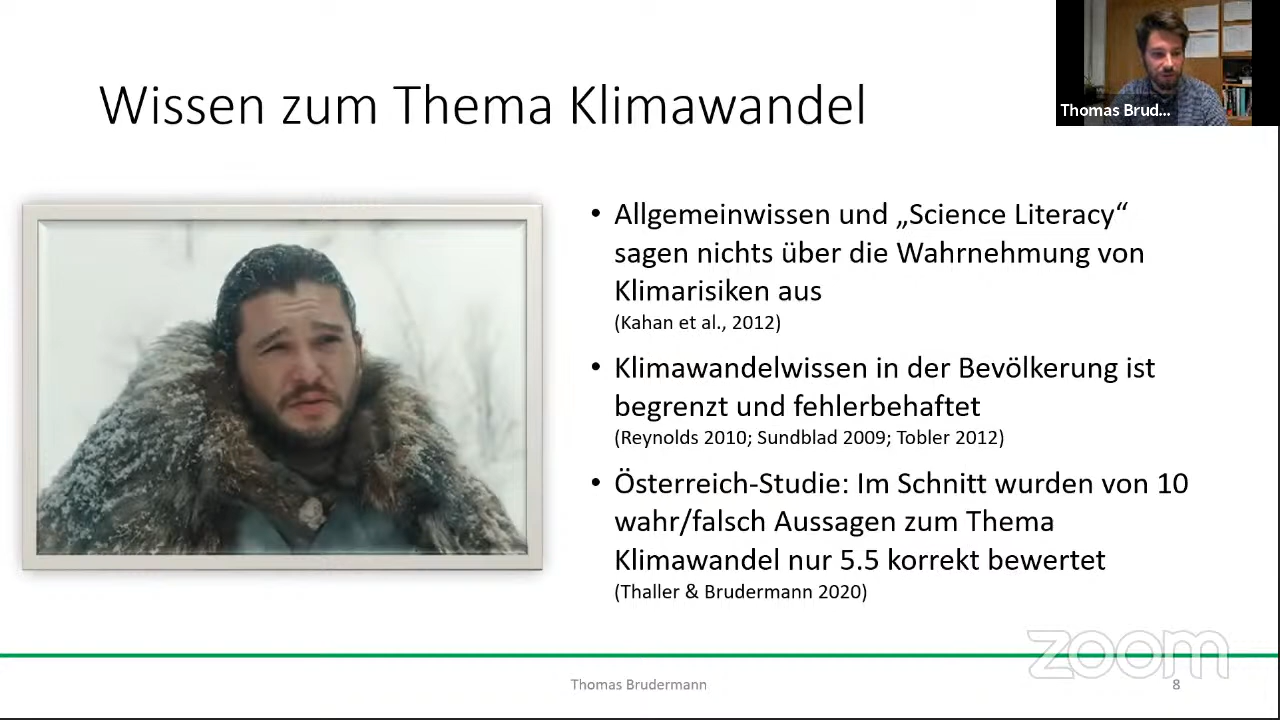 Thomas Brud...
Wissen zum Thema Klimawandel
• Allgemeinwissen und „Science Literacy“
sagen nichts über die Wahrnehmung von
Klimarisiken aus
(Kahan et al., 2012)
• Klimawandelwissen in der Bevölkerung ist
begrenzt und fehlerbehaftet
(Reynolds 2010; Sundblad 2009; Tobler 2012)
• Österreich-Studie: Im Schnitt wurden von 10
wahr/falsch Aussagen zum Thema
Klimawandel nur 5.5 korrekt bewertet
(Thaller & Brudermann 2020)
zoom
Thomas Brudermann
8